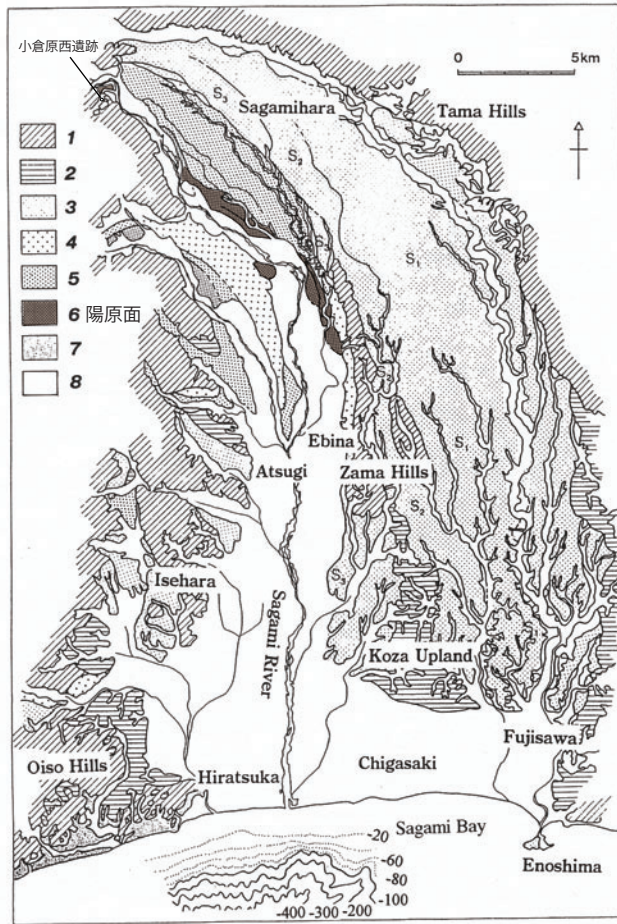 小倉原西遺跡
0 5km
S₃ Sagamihara
Tama Hills
S₂
S₁
1
2
3
4
5
6 陽原面
7
8
Ebina
Atsugi
Zama Hills
S₁
S₂
S₃
Isehara
Sagami River
Koza Upland
Fujisawa
Chigasaki
Oiso Hills
Hiratsuka
Sagami Bay
Enoshima
-20
-60
-80
-100
-400 -300 -200